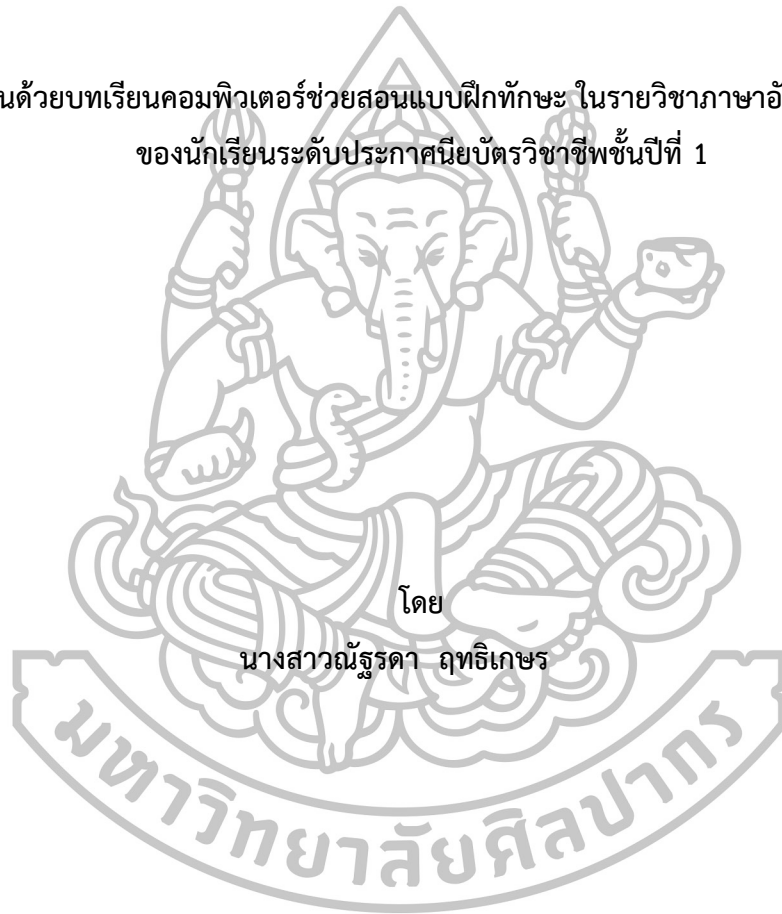 นด้วยบทเรียนคอมพิวเตอร์ช่วยสอนแบบฝึกทักษะ ในรายวิชาภาษาอั
ของนักเรียนระดับประกาศนียบัตรวิชาชีพชั้นปีที่ 1
โดย
นางสาวณัฐรดา ฤทธิเกษร
มหาวิทยาลัยศิลปากร